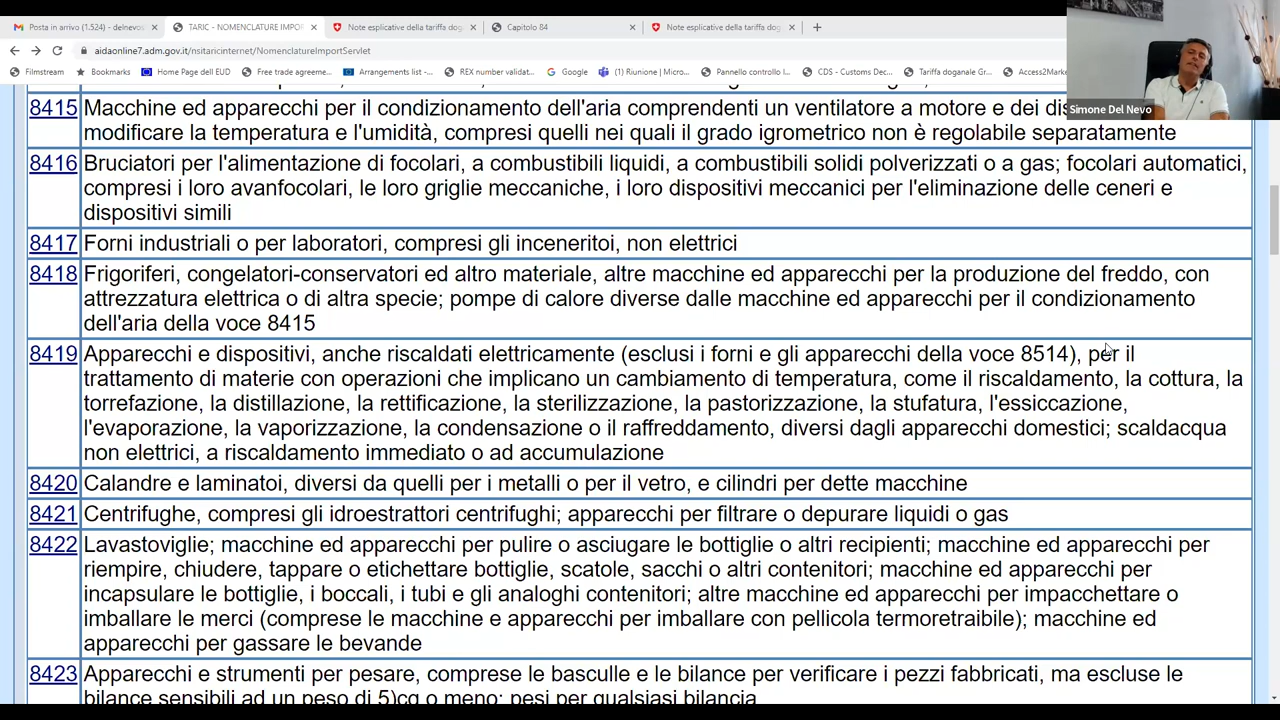 Posta in arrivo (1.524) - delnevos
TARIC - NOMENCLATURE IMPOR
Note esplicative della tariffa dog
Capitolo 84
Note esplicative della tariffa dog
aidaonline7.adm.gov.it/nsitaricinternet/NomenclatureImportServlet
Filmstream
Bookmarks
Home Page dell EUD
Free trade agreeme...
Arrangements list -...
REX number validat...
Google
(1) Riunione | Micro...
Pannello controllo I...
CDS - Customs Dec...
Tariffa doganale Gr...
Access2Marke
Simone Del Nevo
8415 Macchine ed apparecchi per il condizionamento dell'aria comprendenti un ventilatore a motore e dei
modificare la temperatura e l'umidità, compresi quelli nei quali il grado igrometrico non è regolabile separatamente
8416 Bruciatori per l'alimentazione di focolari, a combustibili liquidi, a combustibili solidi polverizzati o a gas; focolari automatici,
compresi i loro avanfocolari, le loro griglie meccaniche, i loro dispositivi meccanici per l'eliminazione delle ceneri e
dispositivi simili
8417 Forni industriali o per laboratori, compresi gli inceneritoi, non elettrici
8418 Frigoriferi, congelatori-conservatori ed altro materiale, altre macchine ed apparecchi per la produzione del freddo, con
attrezzatura elettrica o di altra specie; pompe di calore diverse dalle macchine ed apparecchi per il condizionamento
dell'aria della voce 8415
8419 Apparecchi e dispositivi, anche riscaldati elettricamente (esclusi i forni e gli apparecchi della voce 8514), per il
trattamento di materie con operazioni che implicano un cambiamento di temperatura, come il riscaldamento, la cottura, la
torrefazione, la distillazione, la rettificazione, la sterilizzazione, la pastorizzazione, la stufatura, l'essiccazione,
l'evaporazione, la vaporizzazione, la condensazione o il raffreddamento, diversi dagli apparecchi domestici; scaldacqua
non elettrici, a riscaldamento immediato o ad accumulazione
8420 Calandre e laminatoi, diversi da quelli per i metalli o per il vetro, e cilindri per dette macchine
8421 Centrifughe, compresi gli idroestrattori centrifughi; apparecchi per filtrare o depurare liquidi o gas
8422 Lavastoviglie; macchine ed apparecchi per pulire o asciugare le bottiglie o altri recipienti; macchine ed apparecchi per
riempire, chiudere, tappare o etichettare bottiglie, scatole, sacchi o altri contenitori; macchine ed apparecchi per
incapsulare le bottiglie, i boccali, i tubi e gli analoghi contenitori; altre macchine ed apparecchi per impacchettare o
imballare le merci (comprese le macchine e apparecchi per imballare con pellicola termoretraibile); macchine ed
apparecchi per gassare le bevande
8423 Apparecchi e strumenti per pesare, comprese le basculle e le bilance per verificare i pezzi fabbricati, ma escluse le
bilance sensibili ad un peso di 5)cg o meno; pesi per qualsiasi bilancia